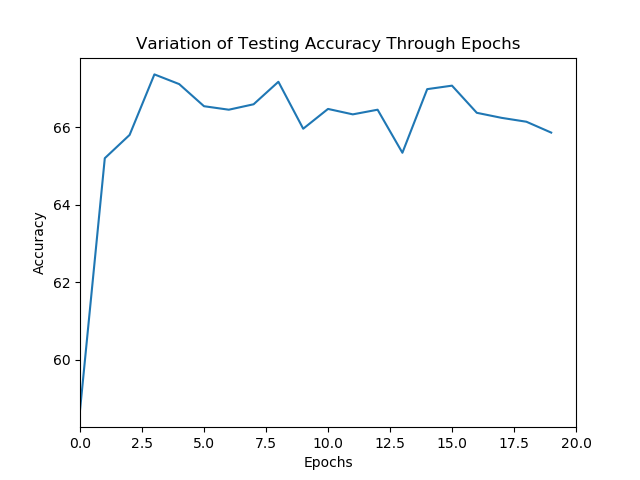 Variation of Testing Accuracy Through Epochs
66
64
62
60
Accuracy
0.0 2.5 5.0 7.5 10.0 12.5 15.0 17.5 20.0
Epochs